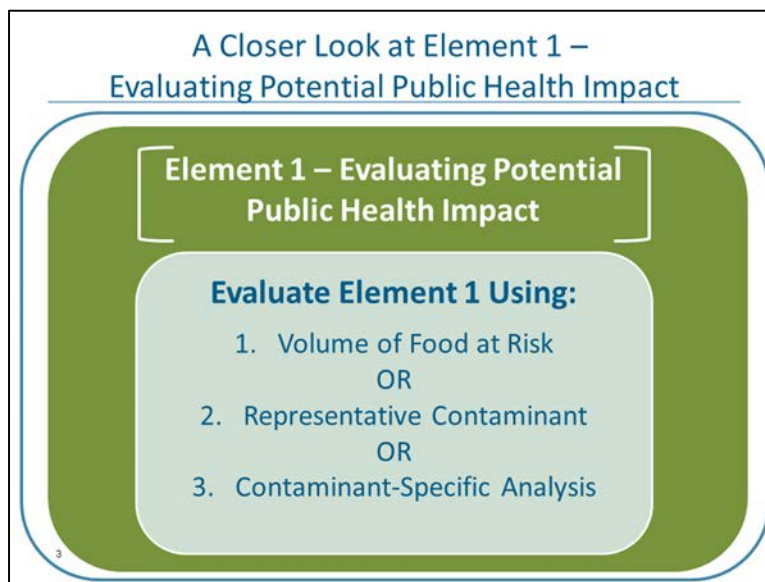 A Closer Look at Element 1 –
Evaluating Potential Public Health Impact
Element 1 – Evaluating Potential
Public Health Impact
Evaluate Element 1 Using:
1. Volume of Food at Risk
OR
2. Representative Contaminant
OR
3. Contaminant-Specific Analysis
3